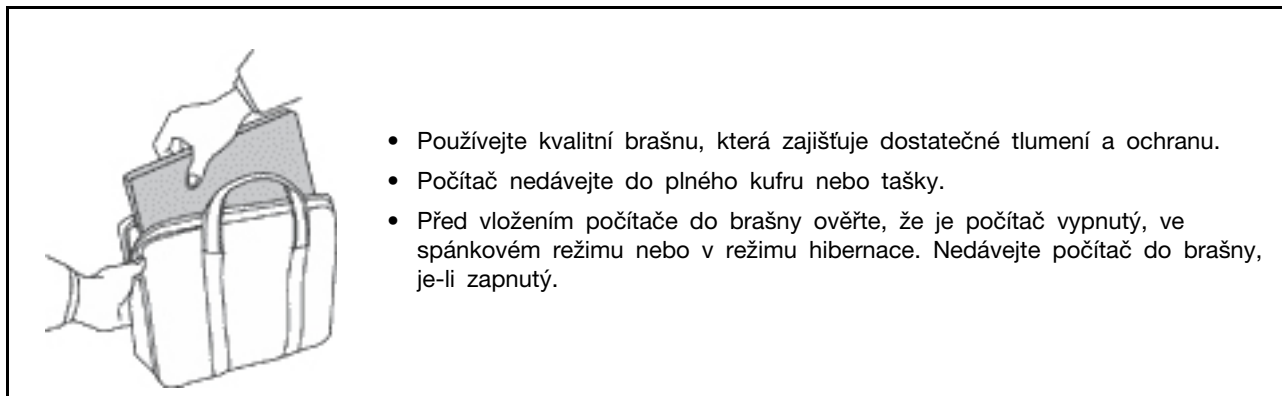 • Používejte kvalitní brašnu, která zajišťuje dostatečné tlumení a ochranu.
• Počítač nedávejte do plného kufru nebo tašky.
• Před vložením počítače do brašny ověřte, že je počítač vypnutý, ve
spánkovém režimu nebo v režimu hibernace. Nedávejte počítač do brašny,
je-li zapnutý.